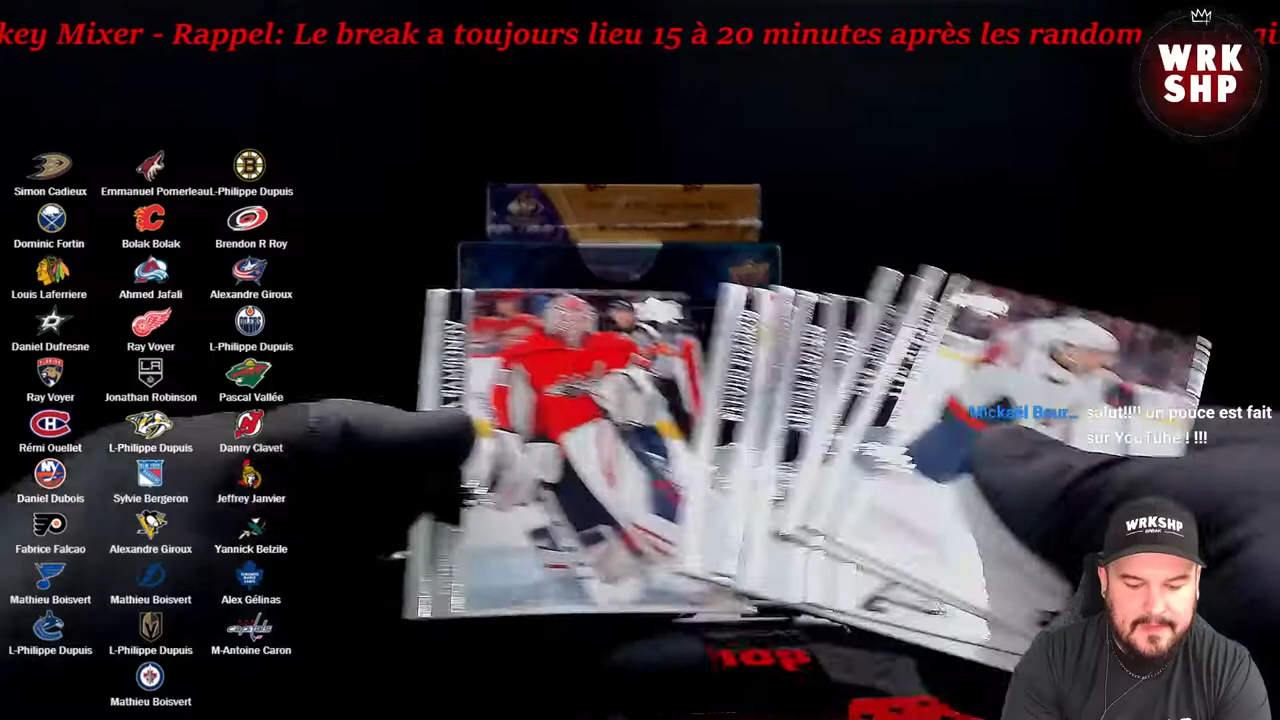 key Mixer - Rappel: Le break a toujours lieu 15 à 20 minutes après les random
WRK
SHP
Simon Cadieux
Emmanuel Pomerleau
L-Philippe Dupuis
Dominic Fortin
Bolak Bolak
Brendon R Roy
Louis Laferriere
Ahmed Jafali
Alexandre Giroux
Daniel Dufresne
Ray Voyer
L-Philippe Dupuis
Ray Voyer
Jonathan Robinson
Pascal Vallée
Rémi Ouellet
L-Philippe Dupuis
Danny Clavet
Daniel Dubois
Sylvie Bergeron
Jeffrey Janvier
Fabrice Falcao
Alexandre Giroux
Yannick Belzile
Mathieu Boisvert
Mathieu Boisvert
Alex Gélinas
L-Philippe Dupuis
L-Philippe Dupuis
M-Antoine Caron
Mathieu Boisvert
Mickaël Bour... salut!!!! un pouce est fait
sur YouTube ! !!!
WRKSHP
BREAK